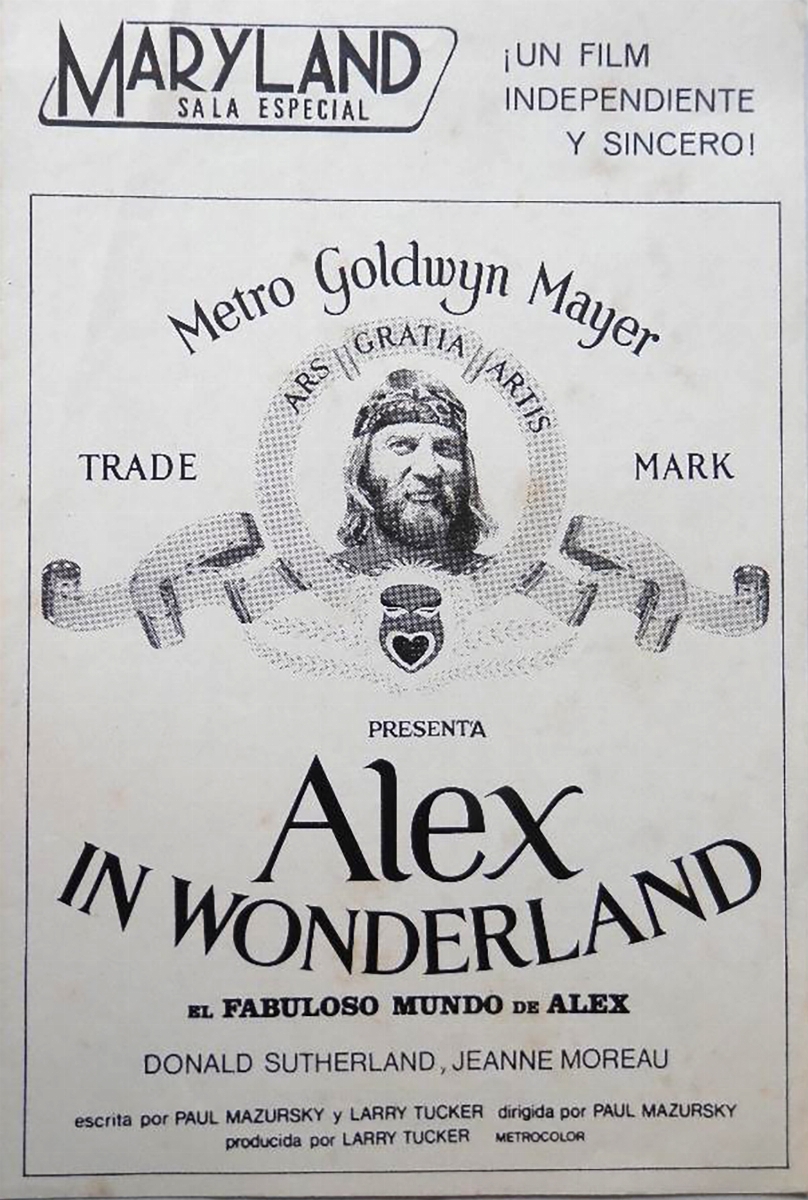 MARYLAND
SALA ESPECIAL
¡UN FILM
INDEPENDIENTE
Y SINCERO!
Metro Goldwyn Mayer
ARS GRATIA ARTIS
TRADE MARK
PRESENTA
Alex
IN WONDERLAND
EL FABULOSO MUNDO DE ALEX
DONALD SUTHERLAND, JEANNE MOREAU
escrita por PAUL MAZURSKY y LARRY TUCKER dirigida por PAUL MAZURSKY
producida por LARRY TUCKER METROCOLOR